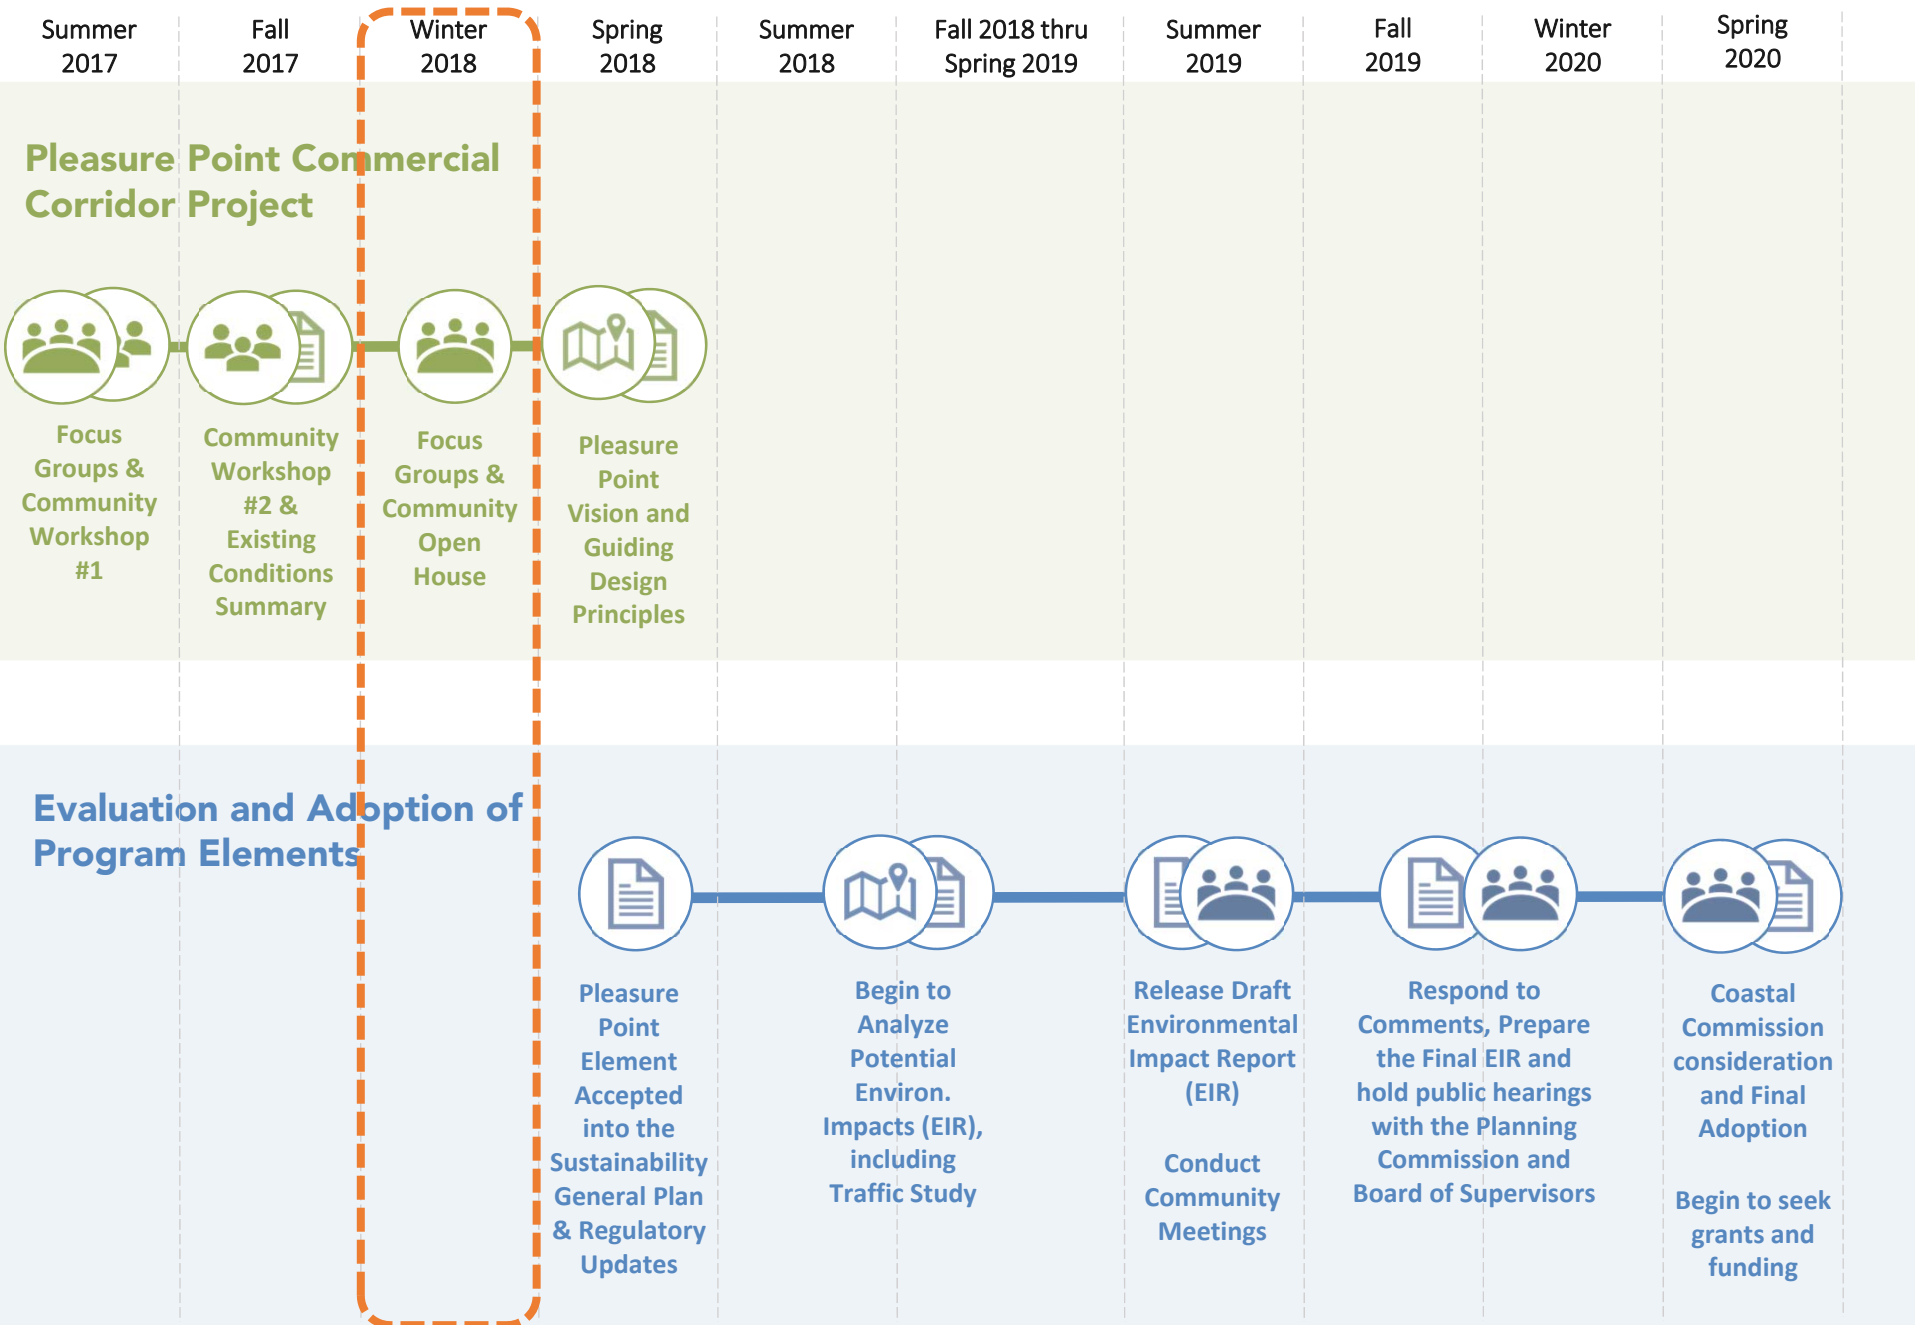 Summer
2017
Fall
2017
Winter
2018
Spring
2018
Summer
2018
Fall 2018 thru
Spring 2019
Summer
2019
Fall
2019
Winter
2020
Spring
2020
Pleasure Point Commercial
Corridor Project
Focus
Groups &
Community
Workshop
#1
Community
Workshop
#2 &
Existing
Conditions
Summary
Focus
Groups &
Community
Open
House
Pleasure
Point
Vision and
Guiding
Design
Principles
Evaluation and Adoption of
Program Elements
Pleasure
Point
Element
Accepted
into the
Sustainability
General Plan
& Regulatory
Updates
Begin to
Analyze
Potential
Environ.
Impacts (EIR),
including
Traffic Study
Release Draft
Environmental
Impact Report
(EIR)
Conduct
Community
Meetings
Respond to
Comments, Prepare
the Final EIR and
hold public hearings
with the Planning
Commission and
Board of Supervisors
Coastal
Commission
consideration
and Final
Adoption
Begin to seek
grants and
funding